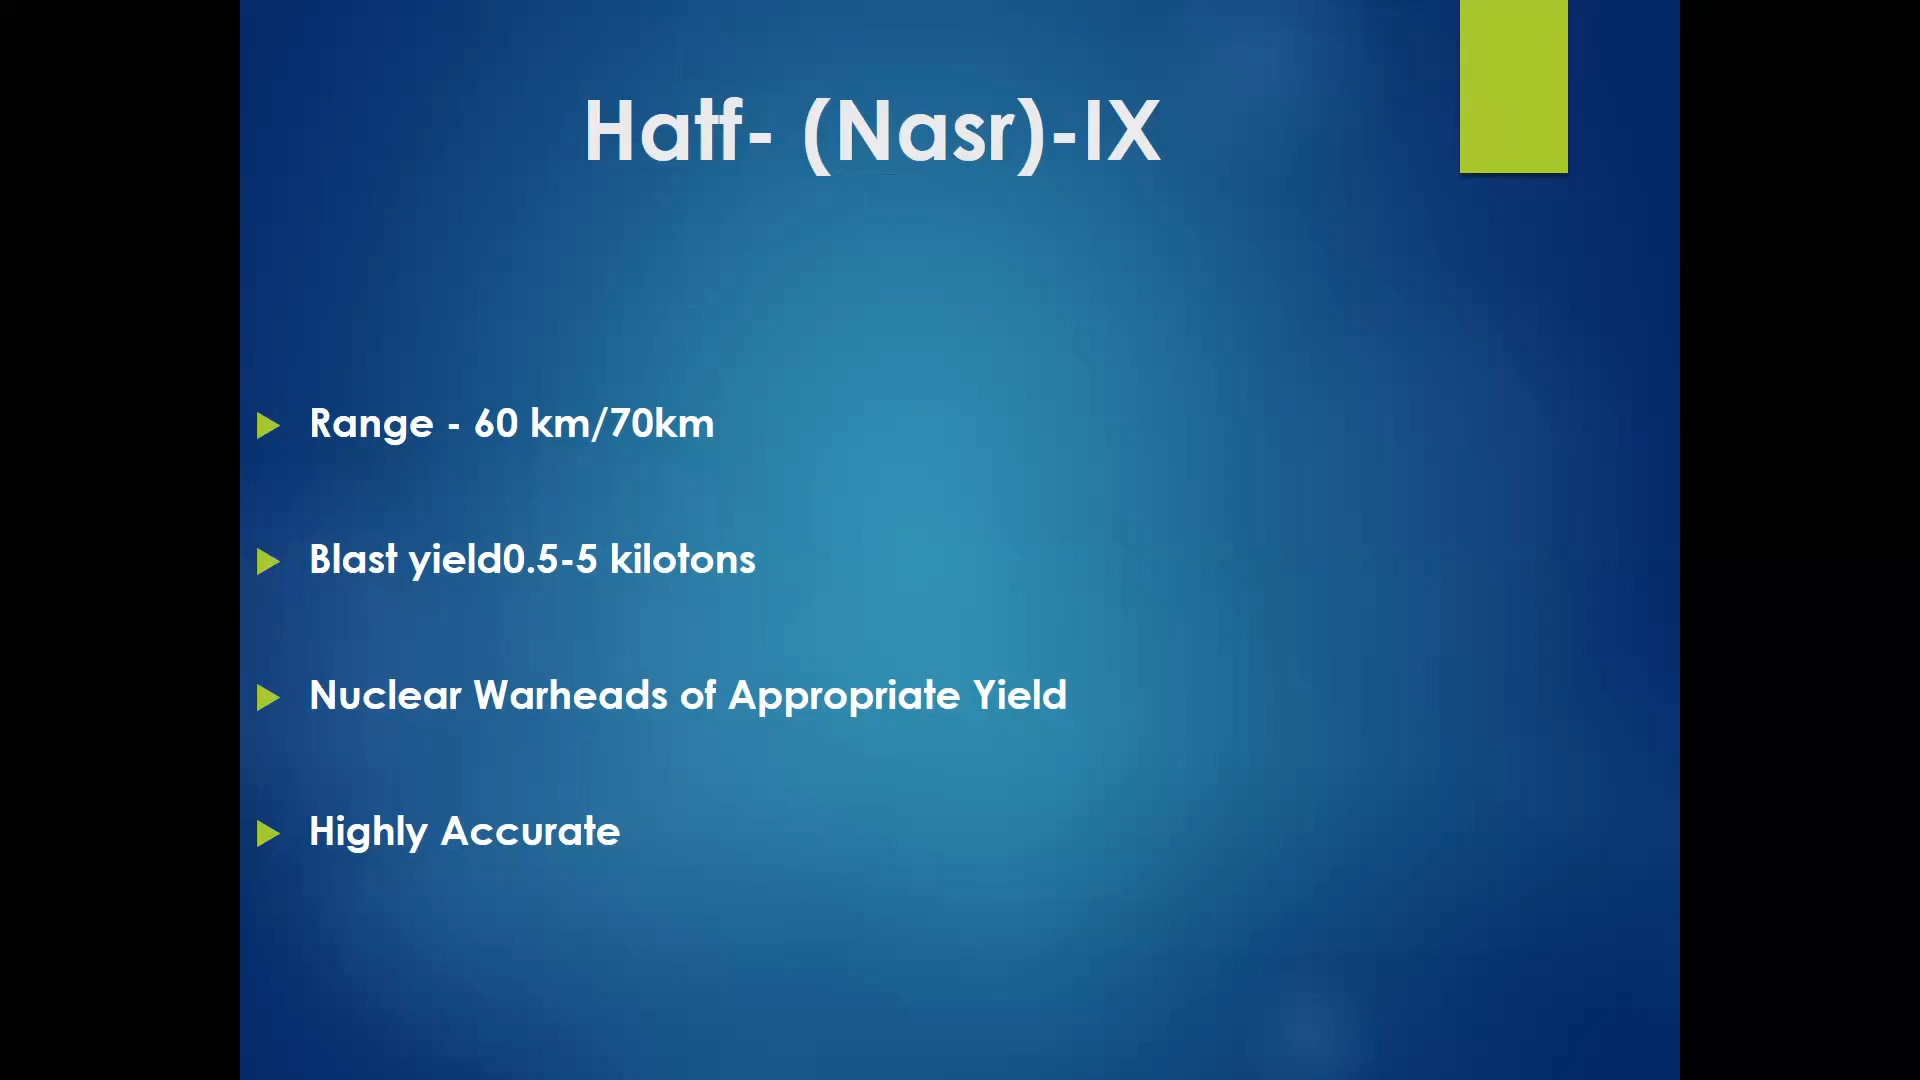 Hatf- (Nasr)-IX
Range - 60 km/70km
Blast yield0.5-5 kilotons
Nuclear Warheads of Appropriate Yield
Highly Accurate